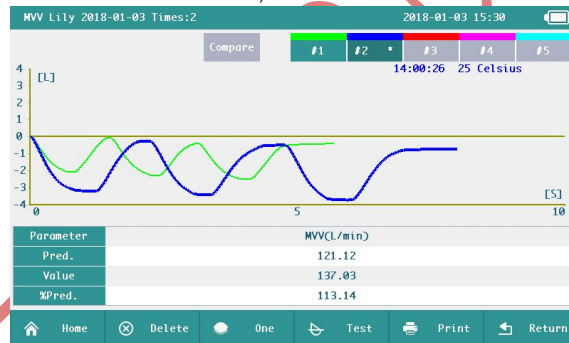 MVV Lily 2018-01-03 Times:2 2018-01-03 15:30
Compare #1 #2 * #3 #4 #5
14:00:26 25 Celsius
[L]
4
3
2
1
0
-1
-2
-3
-4
0 5 10
[S]
Parameter MVV(L/min)
Pred. 121.12
Value 137.03
%Pred. 113.14
Home Delete One Test Print Return